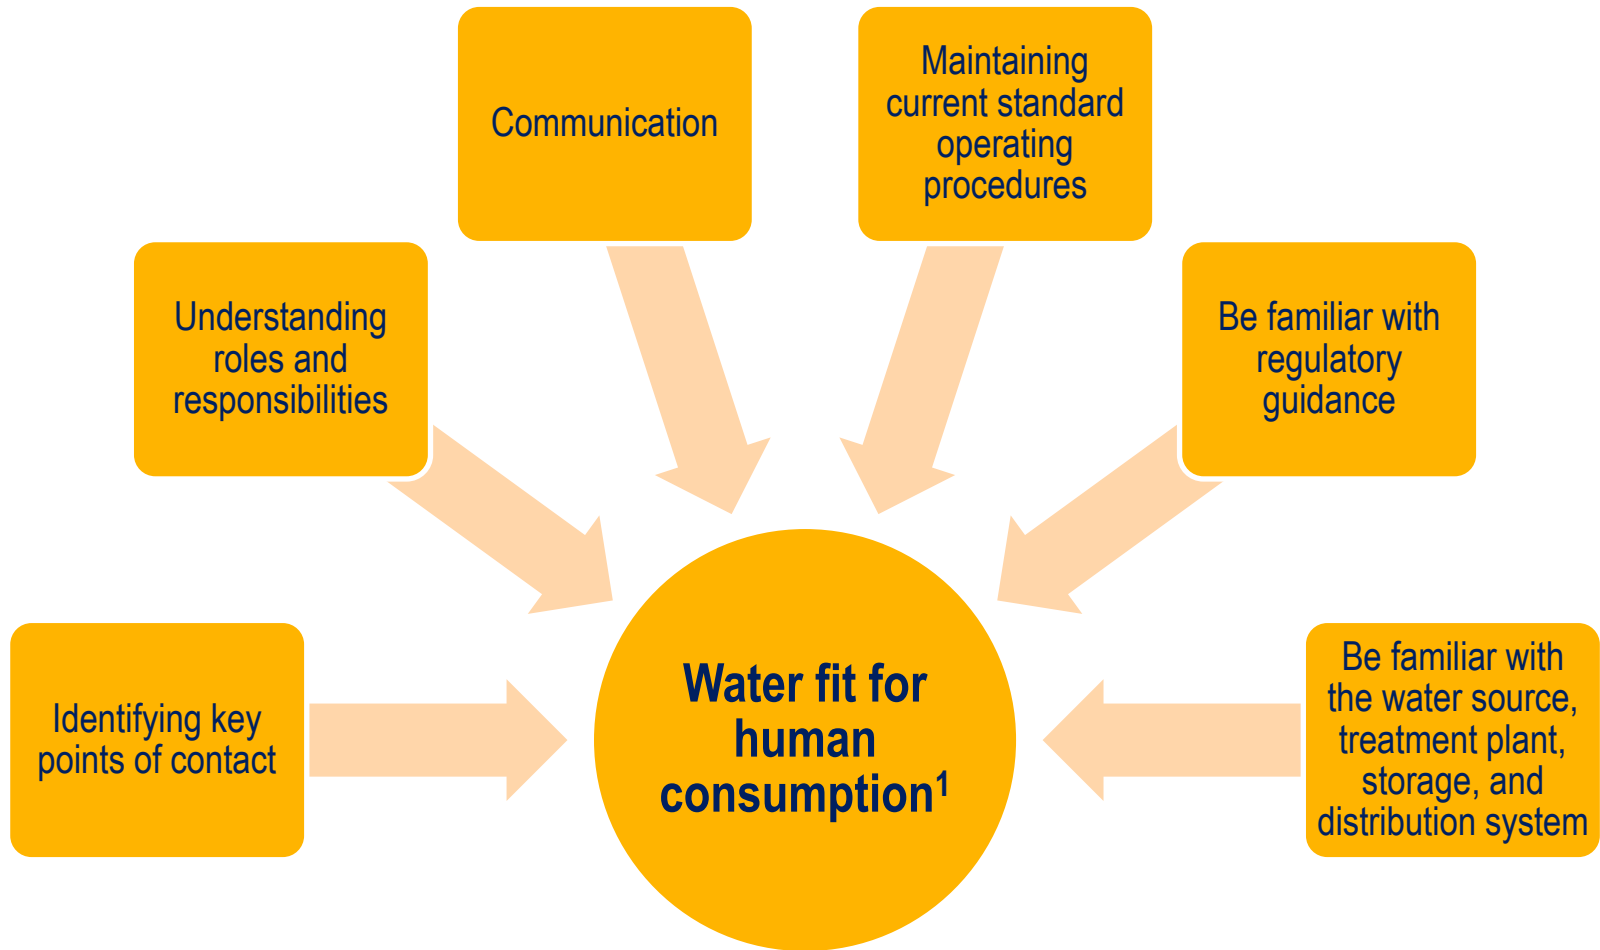 Communication
Maintaining
current standard
operating
procedures
Understanding
roles and
responsibilities
Be familiar with
regulatory
guidance
Identifying key
points of contact
Water fit for
human
consumption¹
Be familiar with
the water source,
treatment plant,
storage, and
distribution system